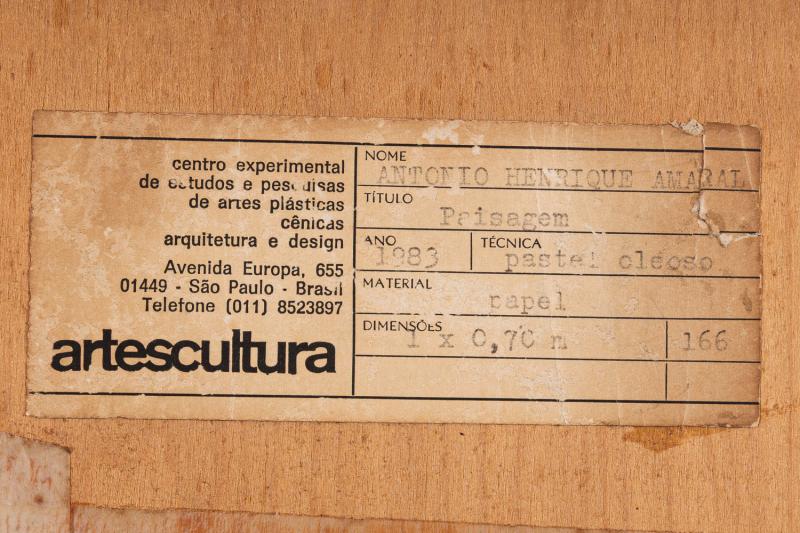 centro experimental
de estudos e pesquisas
de artes plásticas
cênicas
arquitetura e design
Avenida Europa, 655
01449 - São Paulo - Brasil
Telefone (011) 8523897
artescultura
NOME
ANTONIO HENRIQUE AMARAL
TÍTULO
Paisagem
ANO
1983
TÉCNICA
pastel oleoso
MATERIAL
papel
DIMENSÕES
1 x 0,70 m
166